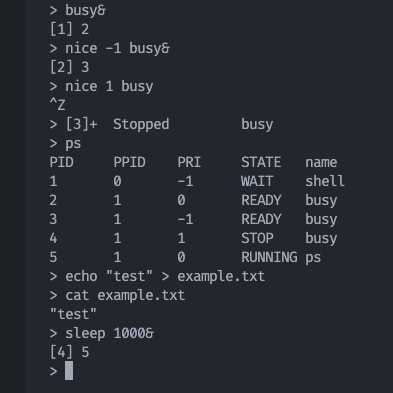 > busy&
[1] 2
> nice -1 busy&
[2] 3
> nice 1 busy
^Z
> [3]+  Stopped         busy
> ps
PID     PPID    PRI     STATE   name
1       0       -1      WAIT    shell
2       1       0       READY   busy
3       1       -1      READY   busy
4       1       1       STOP    busy
5       1       0       RUNNING ps
> echo "test" > example.txt
> cat example.txt
"test"
> sleep 1000&
[4] 5
>